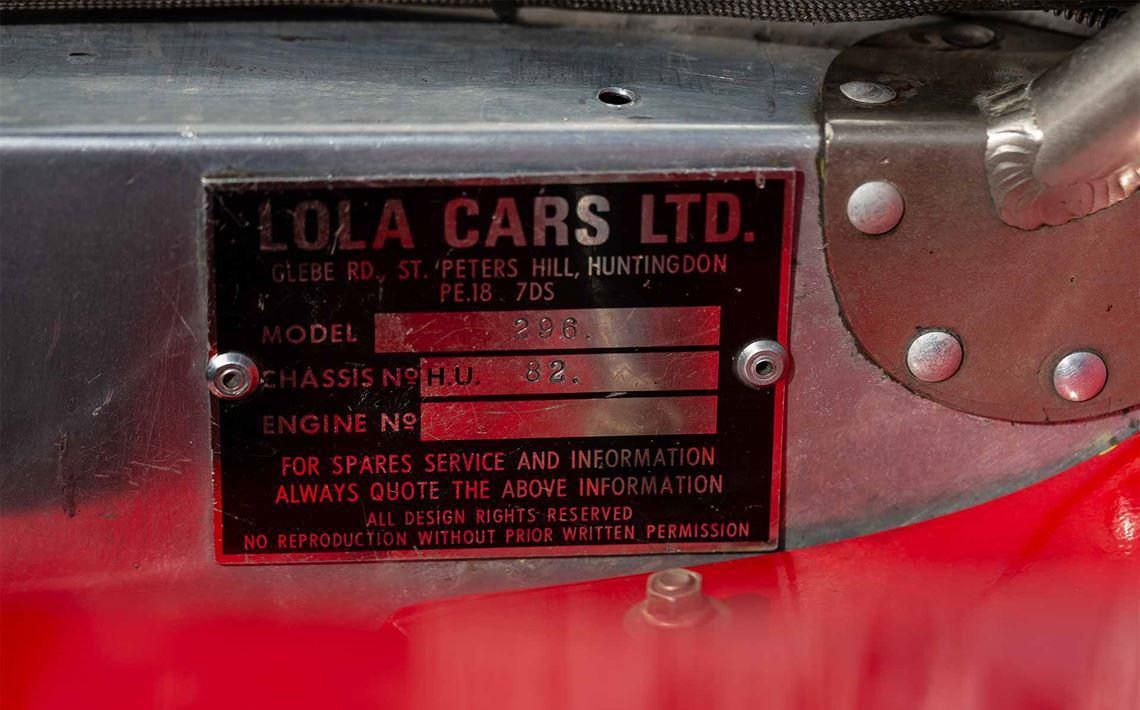 LOLA CARS LTD.
GLEBE RD., ST. PETERS HILL, HUNTINGDON
PE.18 7DS
MODEL 296.
CHASSIS Nº H.U. 82.
ENGINE Nº
FOR SPARES SERVICE AND INFORMATION
ALWAYS QUOTE THE ABOVE INFORMATION
ALL DESIGN RIGHTS RESERVED
NO REPRODUCTION WITHOUT PRIOR WRITTEN PERMISSION